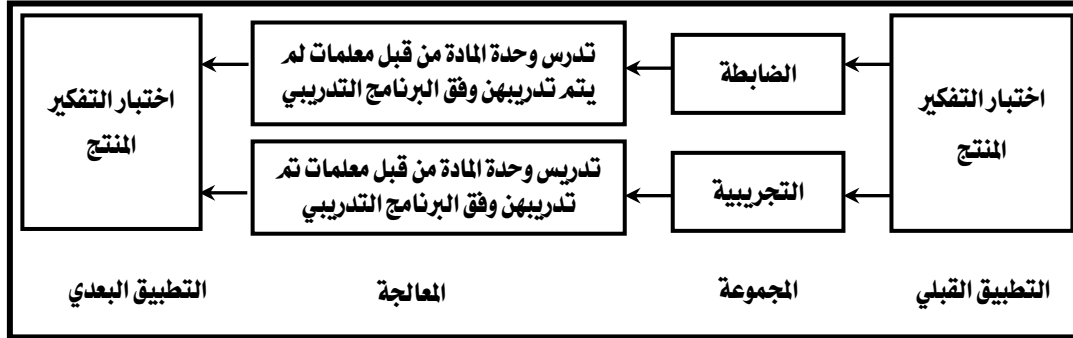 اختبار التفكير
المنتج
الضابطة
تدرس وحدة المادة من قبل معلمات لم
يتم تدريبهن وفق البرنامج التدريبي
التجريبية
تدريس وحدة المادة من قبل معلمات تم
تدريبهن وفق البرنامج التدريبي
اختبار التفكير
المنتج
التطبيق القبلي
المجموعة
المعالجة
التطبيق البعدي